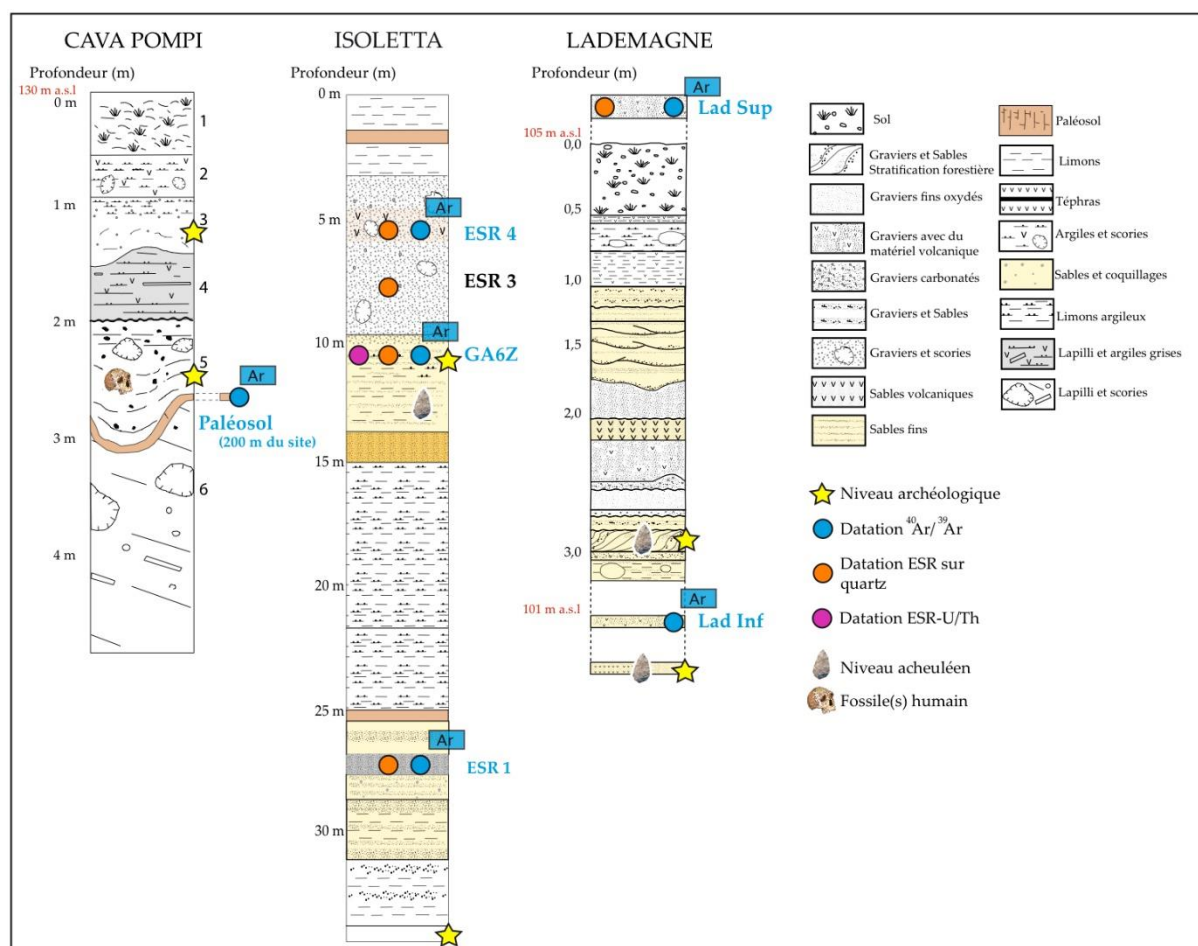 CAVA POMPI
Profondeur (m)
130 m a.s.l
0 m
1 m
2 m
3 m
4 m
1
2
3
4
5
6
Ar
Paléosol
(200 m du site)
ISOLETTA
Profondeur (m)
0 m
5 m
10 m
15 m
20 m
25 m
30 m
Ar
ESR 4
ESR 3
Ar
GA6Z
Ar
ESR 1
LADEMAGNE
Profondeur (m)
Ar
Lad Sup
105 m a.s.l
0,0
0,5
1,0
1,5
2,0
3,0
101 m a.s.l
Ar
Lad Inf
Sol
Graviers et Sables
Stratification forestière
Graviers fins oxydés
Graviers avec du
matériel volcanique
Graviers carbonatés
Graviers et Sables
Graviers et scories
Sables volcaniques
Sables fins
Paléosol
Limons
Téphras
Argiles et scories
Sables et coquillages
Limons argileux
Lapilli et argiles grises
Lapilli et scories
Niveau archéologique
Datation ⁴⁰Ar/³⁹Ar
Datation ESR sur
quartz
Datation ESR-U/Th
Niveau acheuléen
Fossile(s) humain